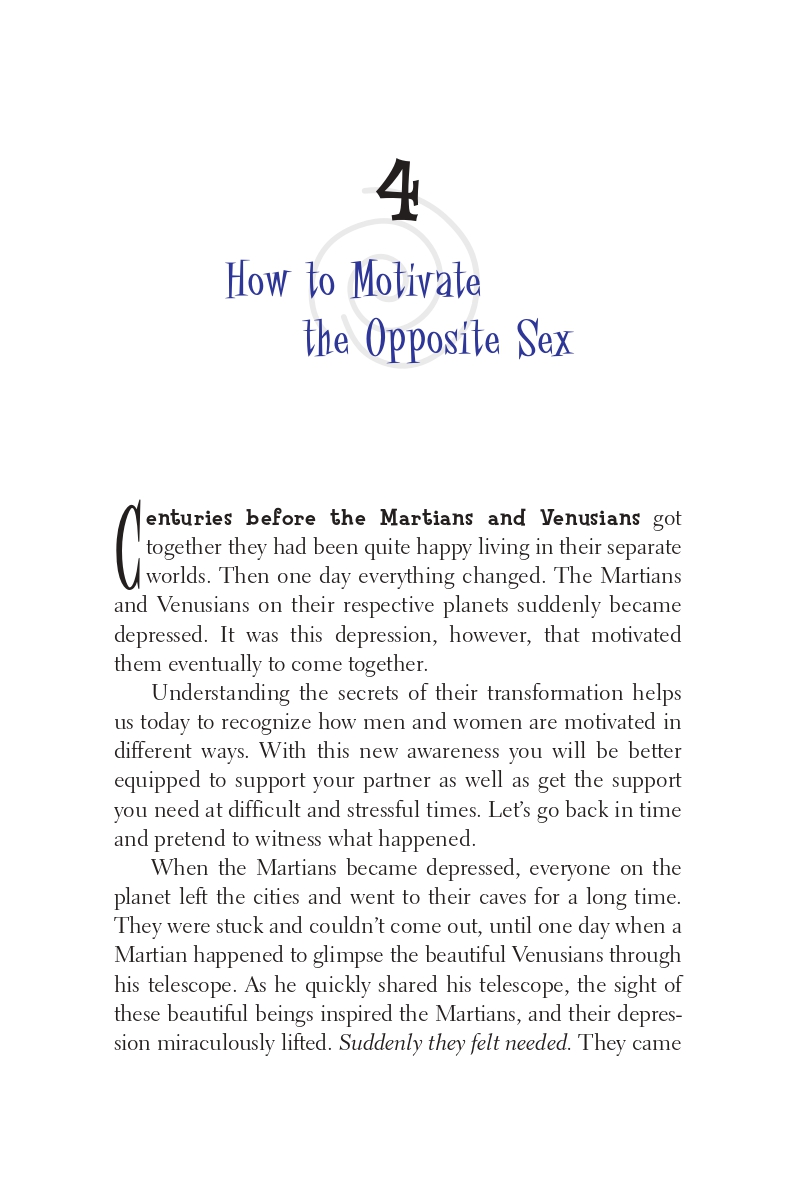 4
How to Motivate
the Opposite Sex
Centuries before the Martians and Venusians got
together they had been quite happy living in their separate
worlds. Then one day everything changed. The Martians
and Venusians on their respective planets suddenly became
depressed. It was this depression, however, that motivated
them eventually to come together.
Understanding the secrets of their transformation helps
us today to recognize how men and women are motivated in
different ways. With this new awareness you will be better
equipped to support your partner as well as get the support
you need at difficult and stressful times. Let’s go back in time
and pretend to witness what happened.
When the Martians became depressed, everyone on the
planet left the cities and went to their caves for a long time.
They were stuck and couldn’t come out, until one day when a
Martian happened to glimpse the beautiful Venusians through
his telescope. As he quickly shared his telescope, the sight of
these beautiful beings inspired the Martians, and their depres-
sion miraculously lifted. Suddenly they felt needed. They came